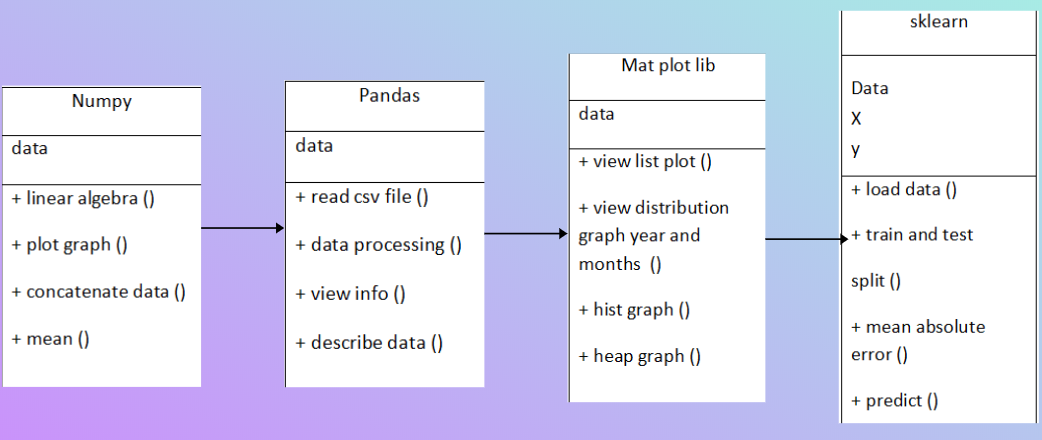 Numpy
data
+ linear algebra ()
+ plot graph ()
+ concatenate data ()
+ mean ()
Pandas
data
+ read csv file ()
+ data processing ()
+ view info ()
+ describe data ()
Mat plot lib
data
+ view list plot ()
+ view distribution
graph year and
months ()
+ hist graph ()
+ heap graph ()
sklearn
Data
X
y
+ load data ()
+ train and test
split ()
+ mean absolute
error ()
+ predict ()